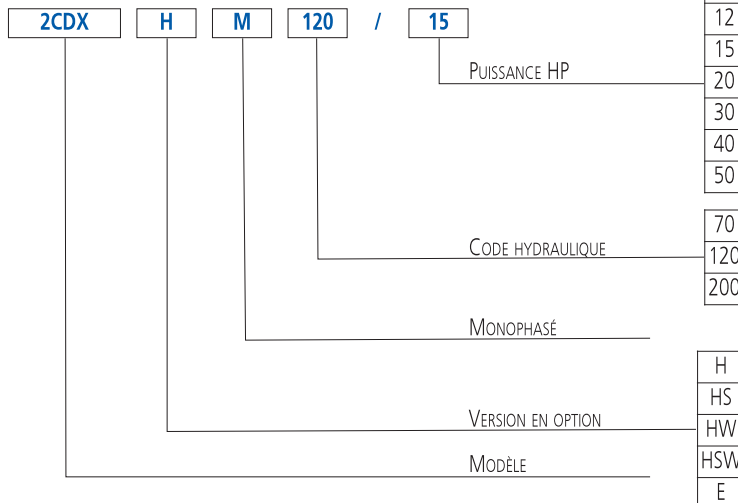 2CDX H M 120 / 15
12
15
PUISSANCE HP
20
30
40
50
70
CODE HYDRAULIQUE
120
200
MONOPHASÉ
H
HS
VERSION EN OPTION
HW
MODÈLE
HSW
E